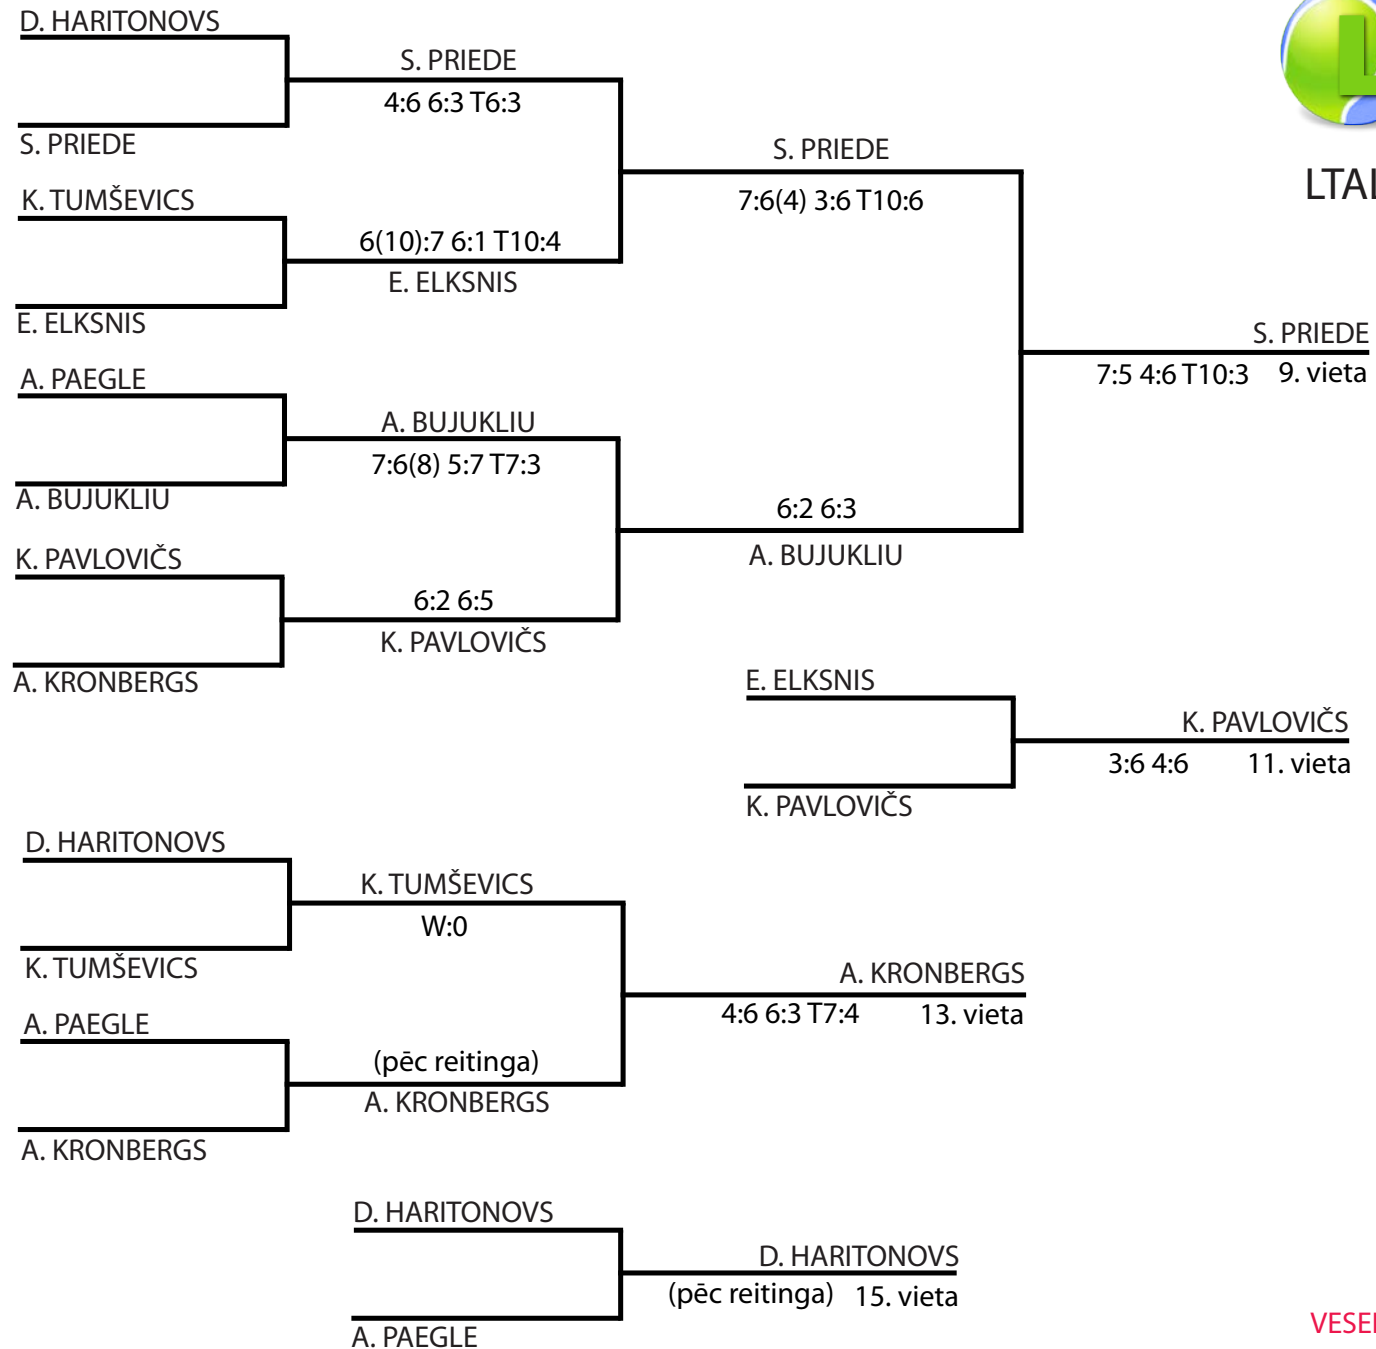 D. HARITONOVS
S. PRIEDE
4:6 6:3 T6:3
S. PRIEDE
S. PRIEDE
7:6(4) 3:6 T10:6
K. TUMŠEVICS
6(10):7 6:1 T10:4
E. ELKSNIS
E. ELKSNIS
S. PRIEDE
7:5 4:6 T10:3 9. vieta
A. PAEGLE
A. BUJUKLIU
7:6(8) 5:7 T7:3
A. BUJUKLIU
6:2 6:3
A. BUJUKLIU
K. PAVLOVIČS
6:2 6:5
K. PAVLOVIČS
A. KRONBERGS
E. ELKSNIS
K. PAVLOVIČS
3:6 4:6 11. vieta
K. PAVLOVIČS
D. HARITONOVS
K. TUMŠEVICS
W:0
K. TUMŠEVICS
A. KRONBERGS
4:6 6:3 T7:4 13. vieta
A. PAEGLE
(pēc reitinga)
A. KRONBERGS
A. KRONBERGS
D. HARITONOVS
D. HARITONOVS
(pēc reitinga) 15. vieta
A. PAEGLE